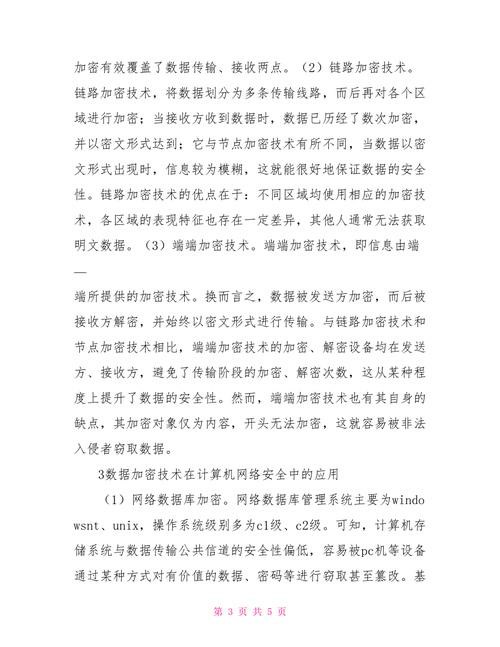 加密有效覆盖了数据传输、接收两点。（2）链路加密技术。
链路加密技术，将数据划分为多条传输线路，而后再对各个区
域进行加密；当接收方收到数据时，数据已历经了数次加密，
并以密文形式达到；它与节点加密技术有所不同，当数据以密
文形式出现时，信息较为模糊，这就能很好地保证数据的安全
性。链路加密技术的优点在于：不同区域均使用相应的加密技
术，各区域的表现特征也存在一定差异，其他人通常无法获取
明文数据。（3）端端加密技术。端端加密技术，即信息由端
—
端所提供的加密技术。换而言之，数据被发送方加密，而后被
接收方解密，并始终以密文形式进行传输。与链路加密技术和
节点加密技术相比，端端加密技术的加密、解密设备均在发送
方、接收方，避免了传输阶段的加密、解密次数，这从某种程
度上提升了数据的安全性。然而，端端加密技术也有其自身的
缺点，其加密对象仅为内容，开头无法加密，这就容易被非法
入侵者窃取数据。
3数据加密技术在计算机网络安全中的应用
（1）网络数据库加密。网络数据库管理系统主要为windo
wsnt、unix，操作系统级别多为c1级、c2级。可知，计算机存
储系统与数据传输公共信道的安全性偏低，容易被pc机等设备
通过某种方式对有价值的数据、密码等进行窃取甚至篡改。基
第 3 页 共 5 页